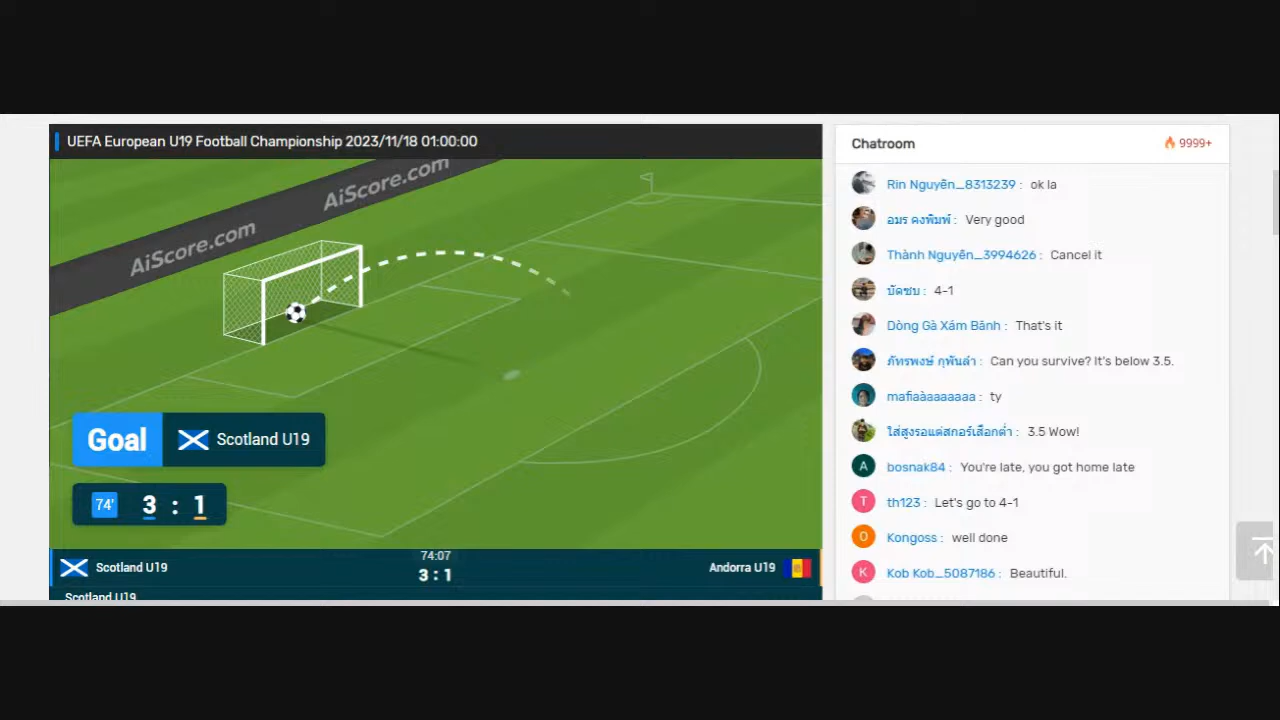 UEFA European U19 Football Championship 2023/11/18 01:00:00
AiScore.com
AiScore.com
Goal
Scotland U19
74' 3 : 1
Scotland U19
74:07
3 : 1
Andorra U19
Scotland U19
Chatroom
9999+
Rin Nguyễn_8313239 : ok la
อมร คงพิมพ์ : Very good
Thành Nguyễn_3994626 : Cancel it
บัดซบ : 4-1
Dòng Gà Xám Bănh : That's it
ภัทรพงษ์ กุพันลำ : Can you survive? It's below 3.5.
mafiaàaaaaaaa : ty
ใส่สูงรอแต่สกอร์เสือกต่ำ : 3.5 Wow!
A bosnak84 : You're late, you got home late
T th123 : Let's go to 4-1
O Kongoss : well done
K Kob Kob_5087186 : Beautiful.